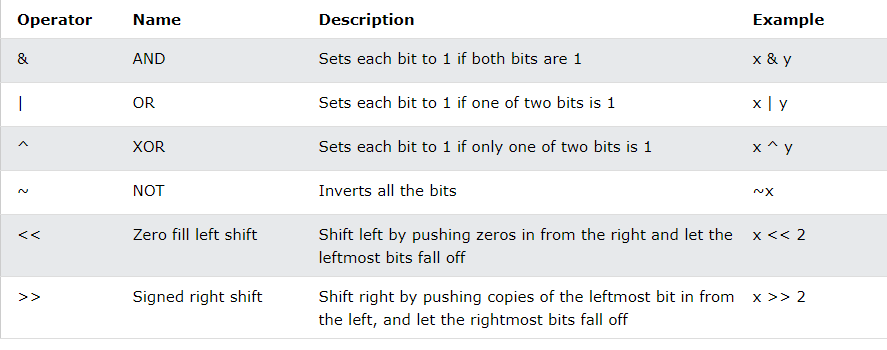 Operator Name Description Example
& AND Sets each bit to 1 if both bits are 1 x & y
| OR Sets each bit to 1 if one of two bits is 1 x | y
^ XOR Sets each bit to 1 if only one of two bits is 1 x ^ y
~ NOT Inverts all the bits ~x
<< Zero fill left shift Shift left by pushing zeros in from the right and let the x << 2
leftmost bits fall off
>> Signed right shift Shift right by pushing copies of the leftmost bit in from x >> 2
the left, and let the rightmost bits fall off